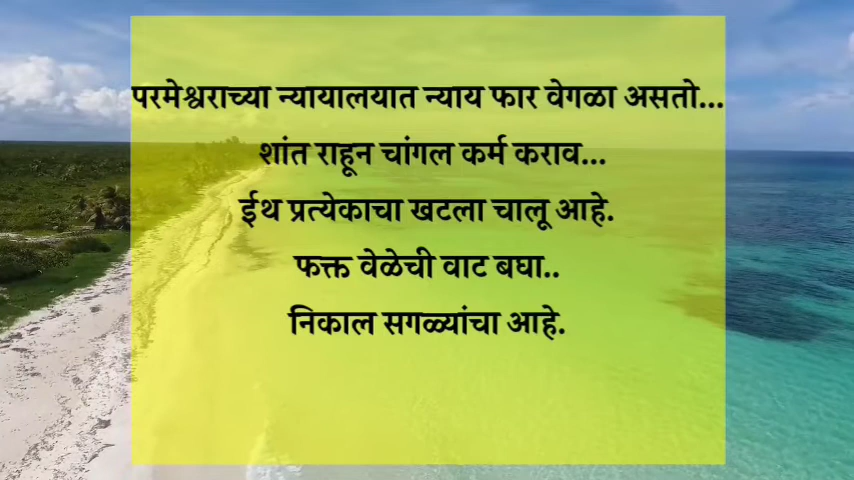 परमेश्वराच्या न्यायालयात न्याय फार वेगळा असतो...
शांत राहून चांगल कर्म कराव...
ईथ प्रत्येकाचा खटला चालू आहे.
फक्त वेळेची वाट बघा..
निकाल सगळ्यांचा आहे.